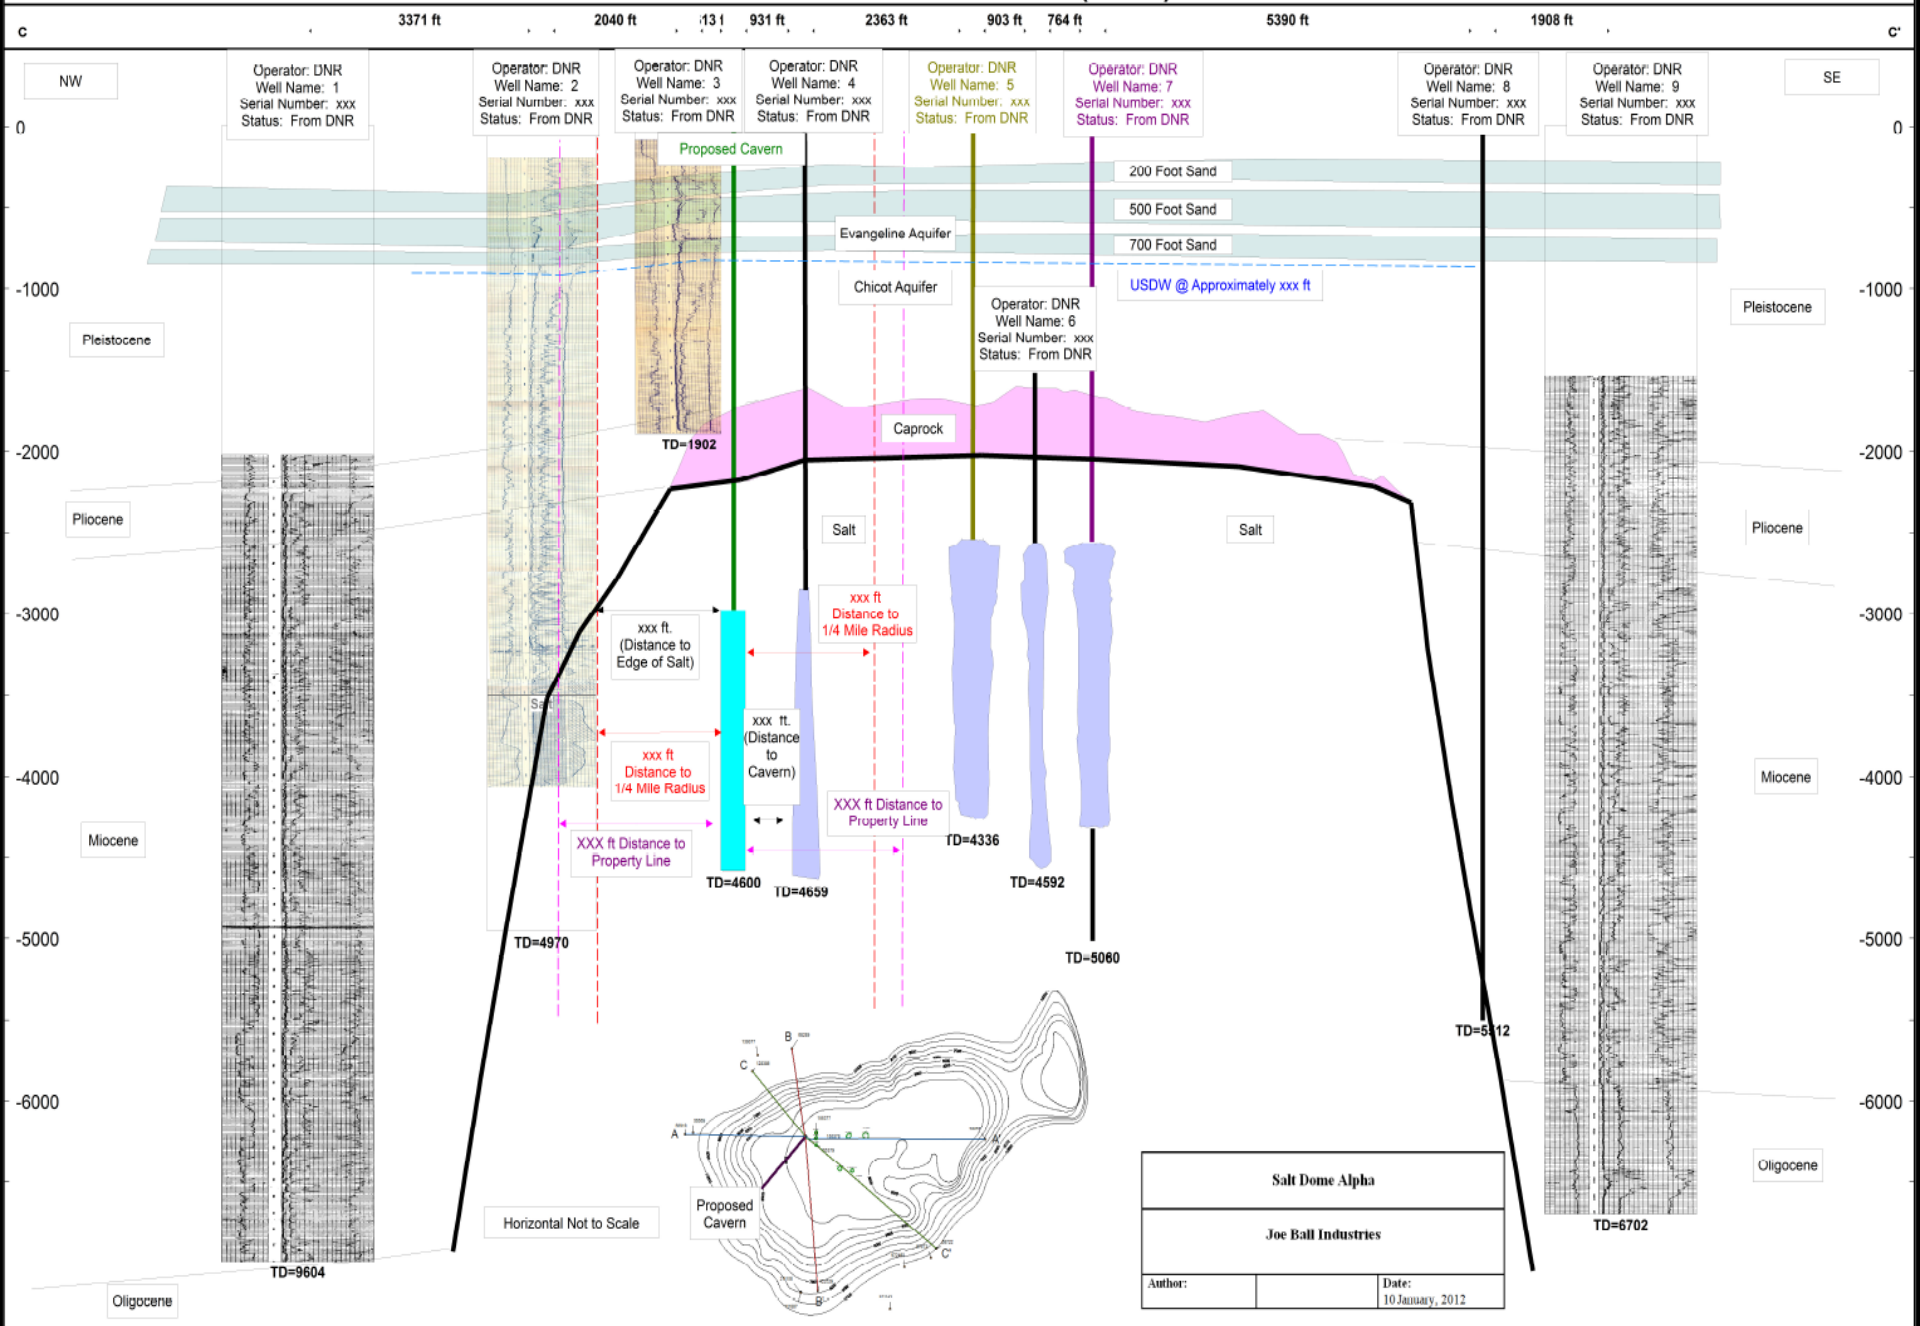 3371 ft
2040 ft
931 ft
2363 ft
903 ft
764 ft
5390 ft
1908 ft
C
C'
NW
Operator: DNR
Well Name: 1
Serial Number: xxx
Status: From DNR
Operator: DNR
Well Name: 2
Serial Number: xxx
Status: From DNR
Operator: DNR
Well Name: 3
Serial Number: xxx
Status: From DNR
Operator: DNR
Well Name: 4
Serial Number: xxx
Status: From DNR
Operator: DNR
Well Name: 5
Serial Number: xxx
Status: From DNR
Operator: DNR
Well Name: 7
Serial Number: xxx
Status: From DNR
Operator: DNR
Well Name: 8
Serial Number: xxx
Status: From DNR
Operator: DNR
Well Name: 9
Serial Number: xxx
Status: From DNR
SE
0
0
Proposed Cavern
200 Foot Sand
500 Foot Sand
Evangeline Aquifer
700 Foot Sand
Chicot Aquifer
USDW @ Approximately xxx ft
-1000
-1000
Operator: DNR
Well Name: 6
Serial Number: xxx
Status: From DNR
Pleistocene
Pleistocene
Caprock
TD=1902
-2000
-2000
Pliocene
Salt
Salt
Pliocene
-3000
-3000
xxx ft
Distance to
1/4 Mile Radius
xxx ft.
(Distance to
Edge of Salt)
Salt
xxx ft.
(Distance
to
Cavern)
xxx ft
Distance to
1/4 Mile Radius
-4000
-4000
Miocene
XXX ft Distance to
Property Line
Miocene
XXX ft Distance to
Property Line
TD=4336
TD=4600
TD=4659
TD=4592
-5000
-5000
TD=4970
TD=5060
B
C
-6000
-6000
A
A'
Oligocene
Salt Dome Alpha
Proposed
Cavern
Horizontal Not to Scale
TD=6702
Joe Ball Industries
C'
TD=9604
Author:
Date:
10 January, 2012
Oligocene
B'